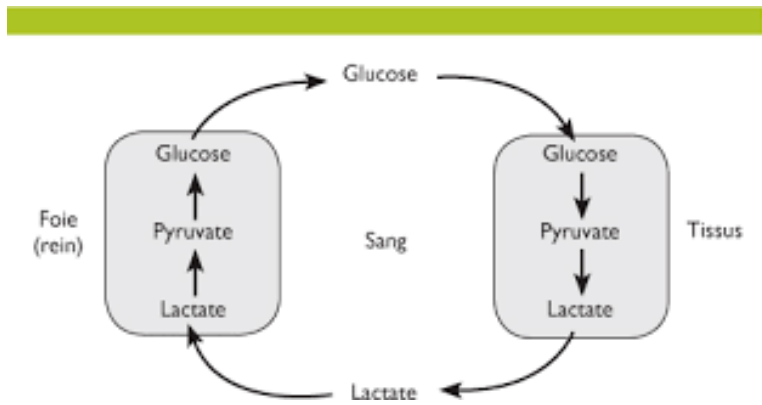 Glucose
Glucose
Glucose
Foie
(rein)
Pyruvate
Sang
Pyruvate
Tissus
Lactate
Lactate
Lactate